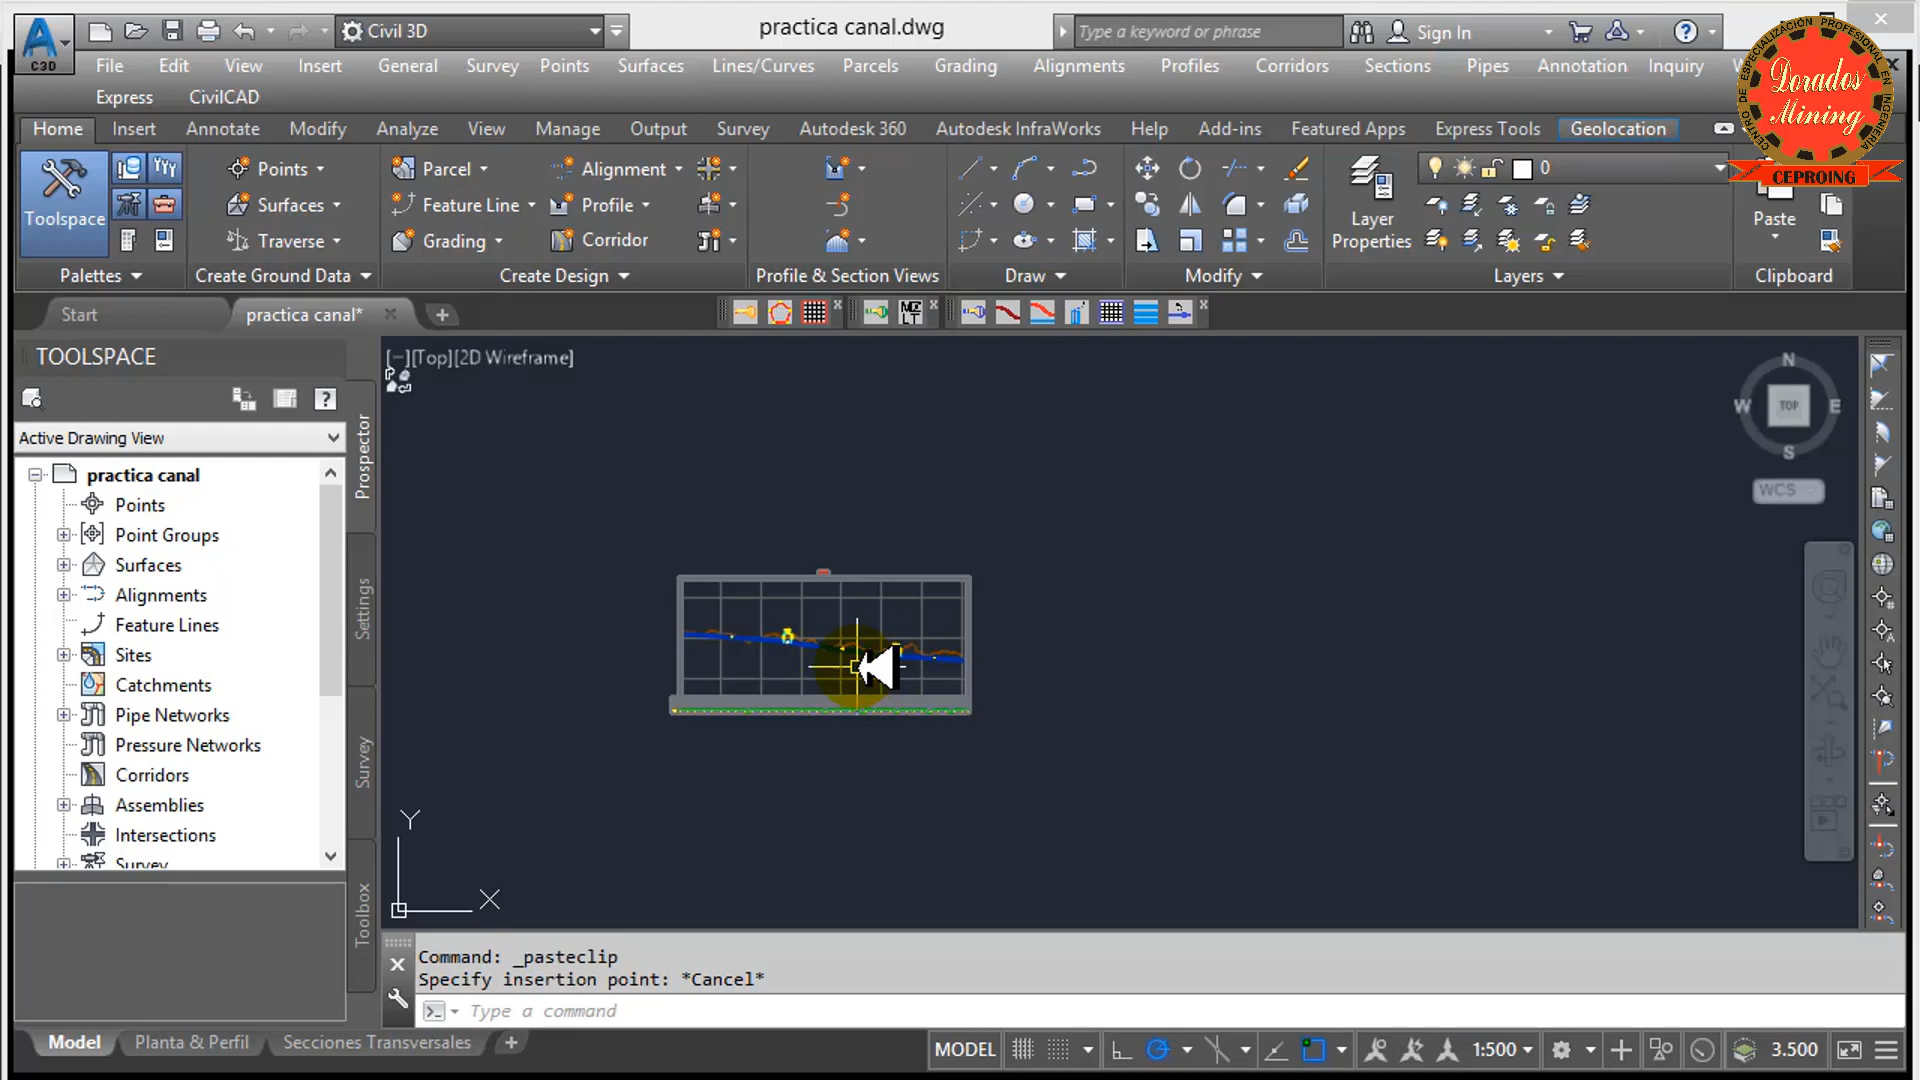 C3D
Civil 3D
practica canal.dwg
Type a keyword or phrase
Sign In
File Edit View Insert General Survey Points Surfaces Lines/Curves Parcels Grading Alignments Profiles Corridors Sections Pipes Annotation Inquiry
Express CivilCAD
CENTRO DE ESPECIALIZACIÓN PROFESIONAL EN INGENIERIA
Dorados
Mining
CEPROING
Home Insert Annotate Modify Analyze View Manage Output Survey Autodesk 360 Autodesk InfraWorks Help Add-ins Featured Apps Express Tools Geolocation
Toolspace
Points
Surfaces
Traverse
Parcel
Feature Line
Grading
Alignment
Profile
Corridor
Layer
Properties
0
Paste
Palettes Create Ground Data Create Design Profile & Section Views Draw Modify Layers Clipboard
Start practica canal*
TOOLSPACE
Active Drawing View
practica canal
Points
Point Groups
Surfaces
Alignments
Feature Lines
Sites
Catchments
Pipe Networks
Pressure Networks
Corridors
Assemblies
Intersections
Survey
Prospector
Settings
Survey
Toolbox
[−][Top][2D Wireframe]
N
W TOP E
S
WCS
Y
X
Command: _pasteclip
Specify insertion point: *Cancel*
Type a command
Model Planta & Perfil Secciones Transversales
MODEL 1:500 3.500